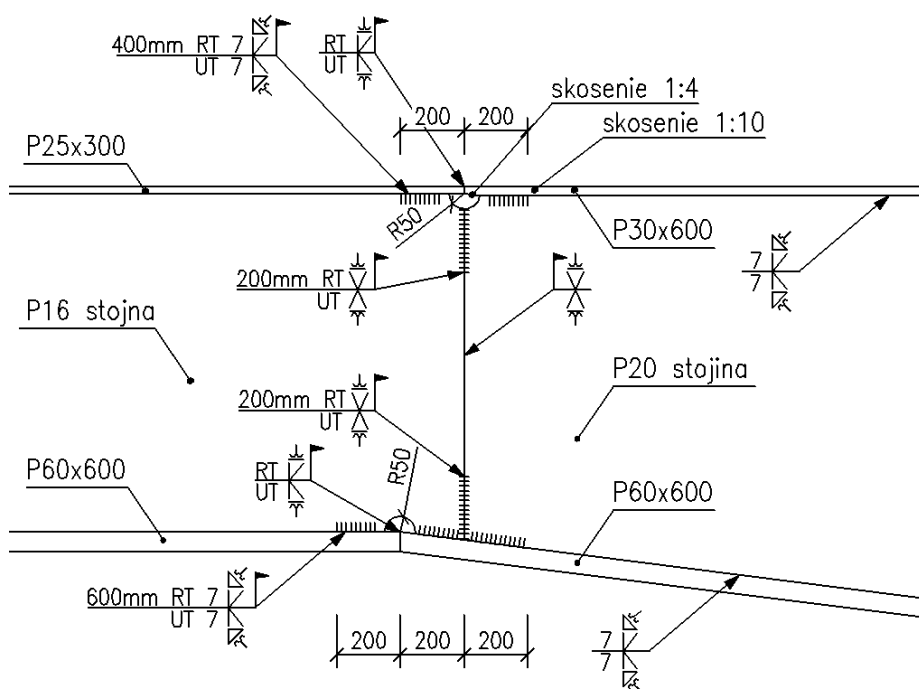 400mm RT 7
UT 7
RT
UT
skosenie 1:4
200 200
skosenie 1:10
P25x300
R50
P30x600
200mm RT
UT
7
7
P16 stojna
P20 stojina
200mm RT
UT
RT
UT
R50
P60x600
P60x600
600mm RT 7
UT 7
200 200 200
7
7